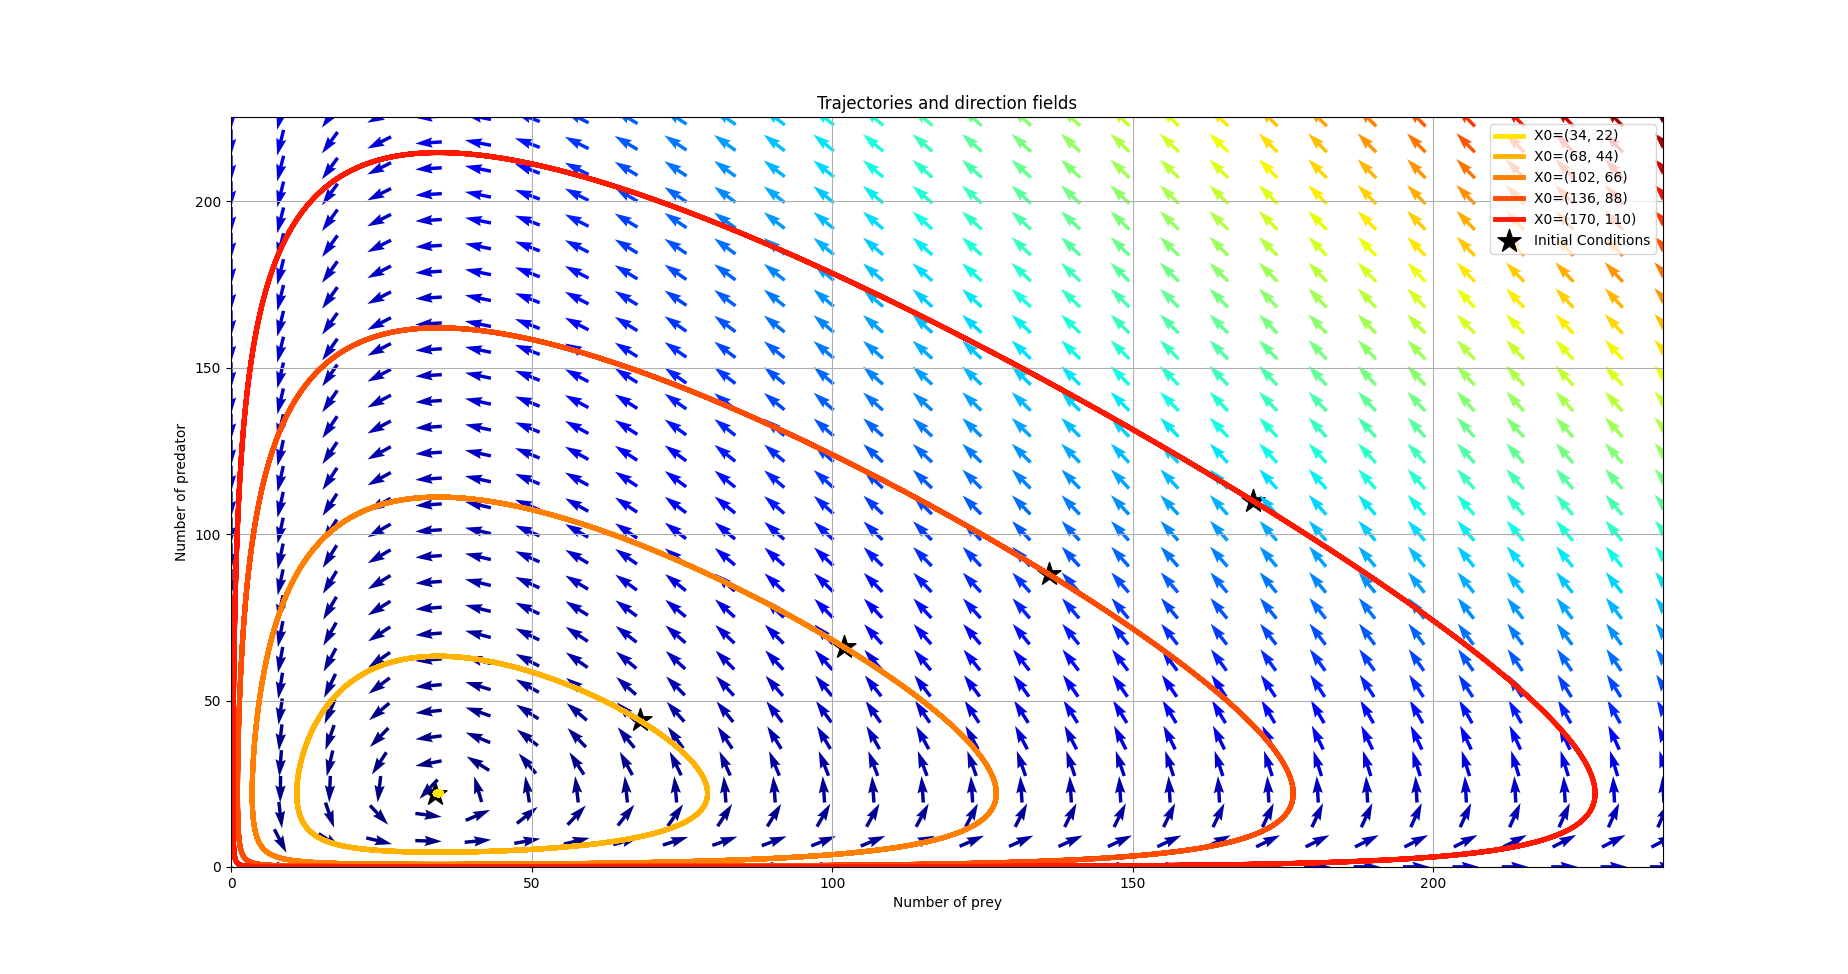 Trajectories and direction fields
X0=(34, 22)
X0=(68, 44)
X0=(102, 66)
X0=(136, 88)
X0=(170, 110)
Initial Conditions
200
150
100
50
0
Number of predator
0
50
100
150
200
Number of prey